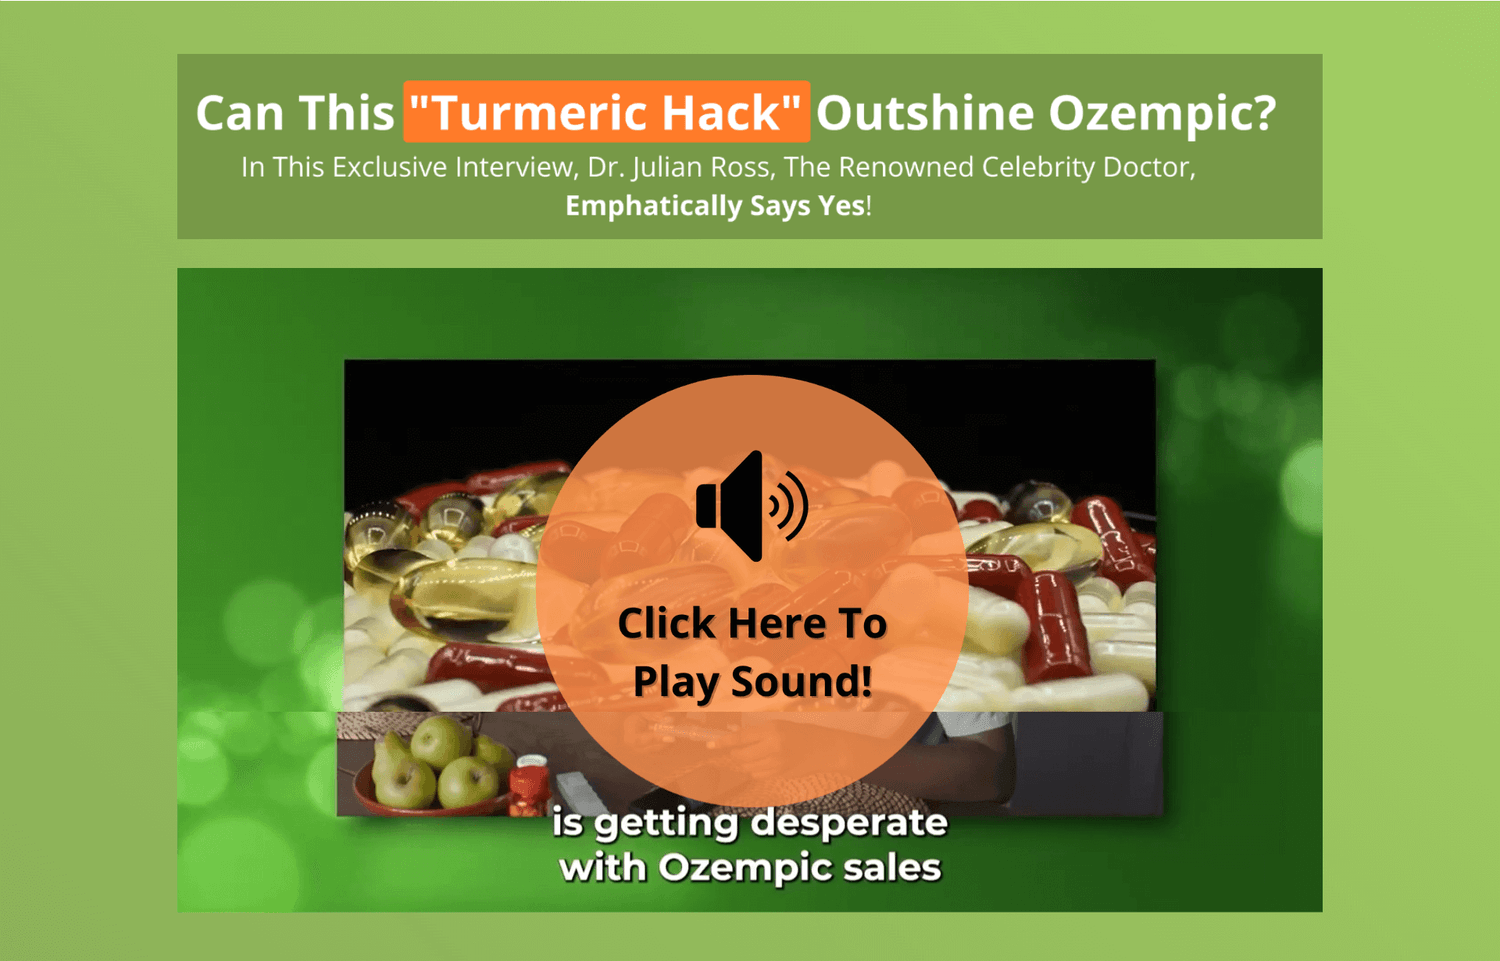 Can This "Turmeric Hack" Outshine Ozempic?
In This Exclusive Interview, Dr. Julian Ross, The Renowned Celebrity Doctor,
Emphatically Says Yes!
Click Here To
Play Sound!
is getting desperate
with Ozempic sales